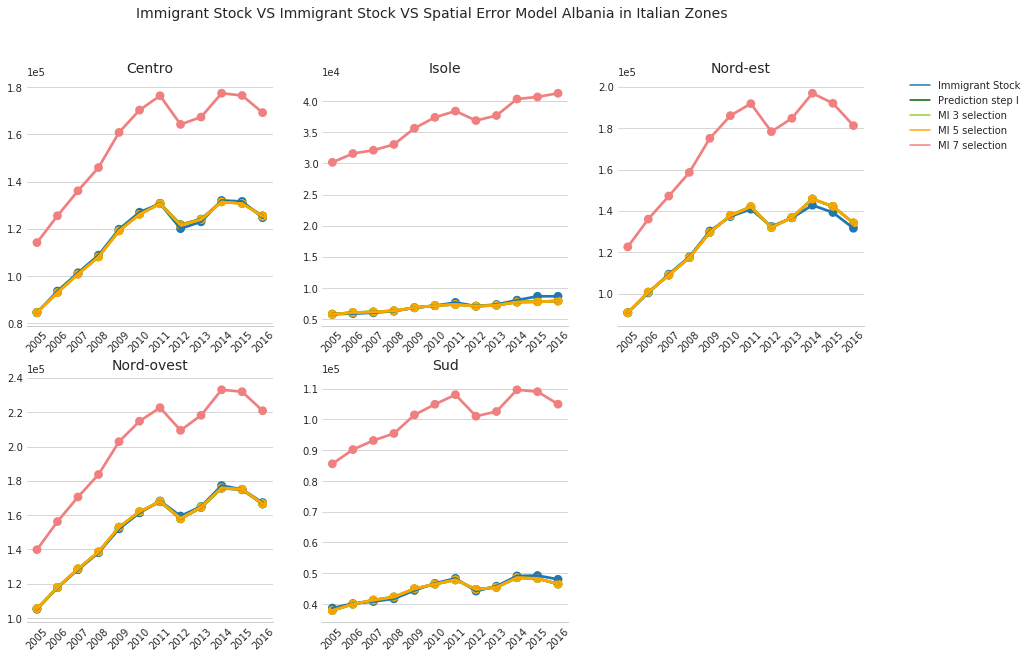 Immigrant Stock VS Immigrant Stock VS Spatial Error Model Albania in Italian Zones
Centro
1e5
1.8
1.6
1.4
1.2
1.0
0.8
2005 2006 2007 2008 2009 2010 2011 2012 2013 2014 2015 2016
Isole
1e4
4.0
3.5
3.0
2.5
2.0
1.5
1.0
0.5
2005 2006 2007 2008 2009 2010 2011 2012 2013 2014 2015 2016
Nord-est
1e5
2.0
1.8
1.6
1.4
1.2
1.0
2005 2006 2007 2008 2009 2010 2011 2012 2013 2014 2015 2016
Immigrant Stock
Prediction step I
MI 3 selection
MI 5 selection
MI 7 selection
Nord-ovest
1e5
2.4
2.2
2.0
1.8
1.6
1.4
1.2
1.0
2005 2006 2007 2008 2009 2010 2011 2012 2013 2014 2015 2016
Sud
1e5
1.1
1.0
0.9
0.8
0.7
0.6
0.5
0.4
2005 2006 2007 2008 2009 2010 2011 2012 2013 2014 2015 2016